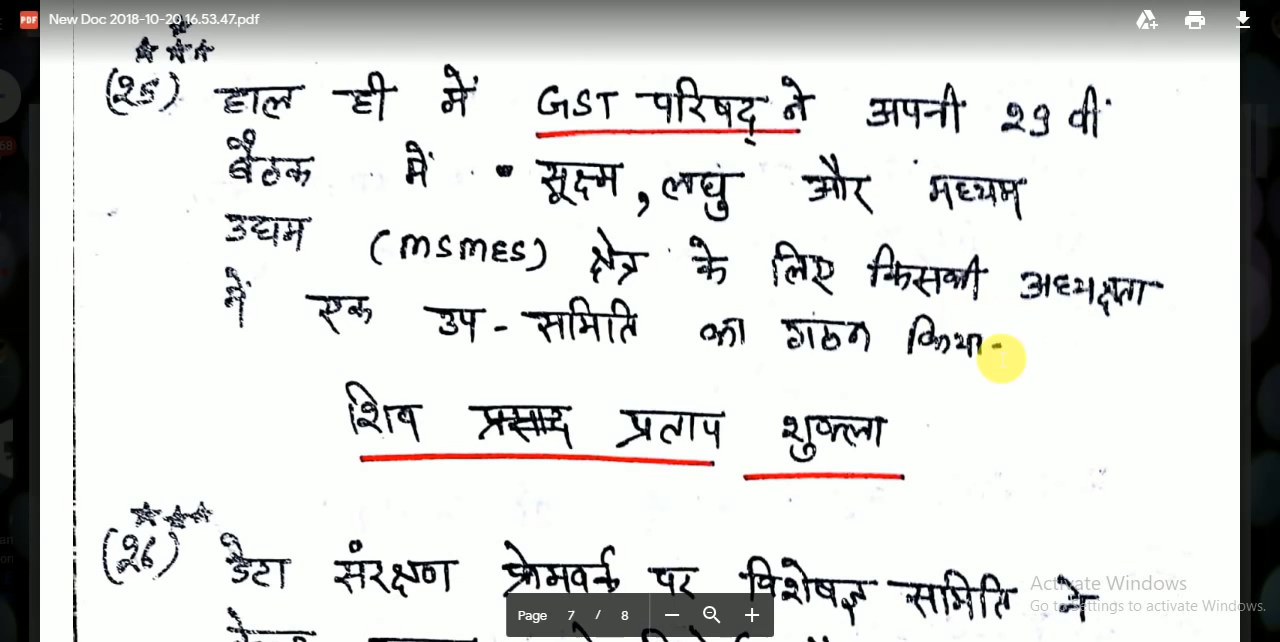 New Doc 2018-10-20 16.53.47.pdf
(25) हाल ही में GST परिषद् ने अपनी 29 वीं
बैठक में सूक्ष्म, लघु और मध्यम
उद्यम (MSMES) क्षेत्र के लिए किसकी अध्यक्षता
में एक उप-समिति का गठन किया-
शिव प्रताप शुक्ला
(26) डेटा संरक्षण फ्रेमवर्क पर विशेषज्ञ समिति ने
Page 7 / 8
Activate Windows
Go to Settings to activate Windows.